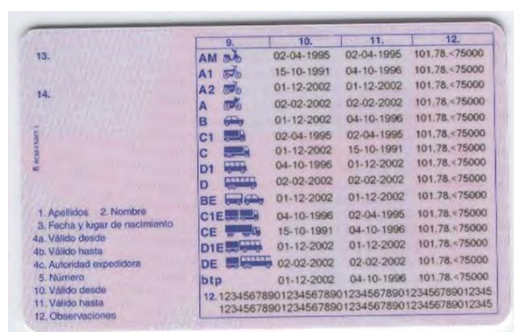 9. 10. 11. 12.
13.
14.
AM 02-04-1995 02-04-1995 101.78.<75000
A1 15-10-1991 04-10-1996 101.78.<75000
A2 01-12-2002 01-12-2002 101.78.<75000
A 02-02-2002 02-02-2002 101.78.<75000
B 01-12-2002 04-10-1996 101.78.<75000
C1 02-04-1995 02-04-1995 101.78.<75000
C 01-12-2002 15-10-1991 101.78.<75000
D1 04-10-1996 01-12-2002 101.78.<75000
D 02-02-2002 02-02-2002 101.78.<75000
BE 01-12-2002 01-12-2002 101.78.<75000
C1E 04-10-1996 02-04-1995 101.78.<75000
CE 15-10-1991 04-10-1996 101.78.<75000
D1E 01-12-2002 01-12-2002 101.78.<75000
DE 02-02-2002 02-02-2002 101.78.<75000
btp 01-12-2002 04-10-1996 101.78.<75000
12.12345678901234567890123456789012345
12345678901234567890123456789012345
1. Apellidos 2. Nombre
3. Fecha y lugar de nacimiento
4a. Válido desde
4b. Válido hasta
4c. Autoridad expedidora
5. Número
10. Válido desde
11. Válido hasta
12. Observaciones